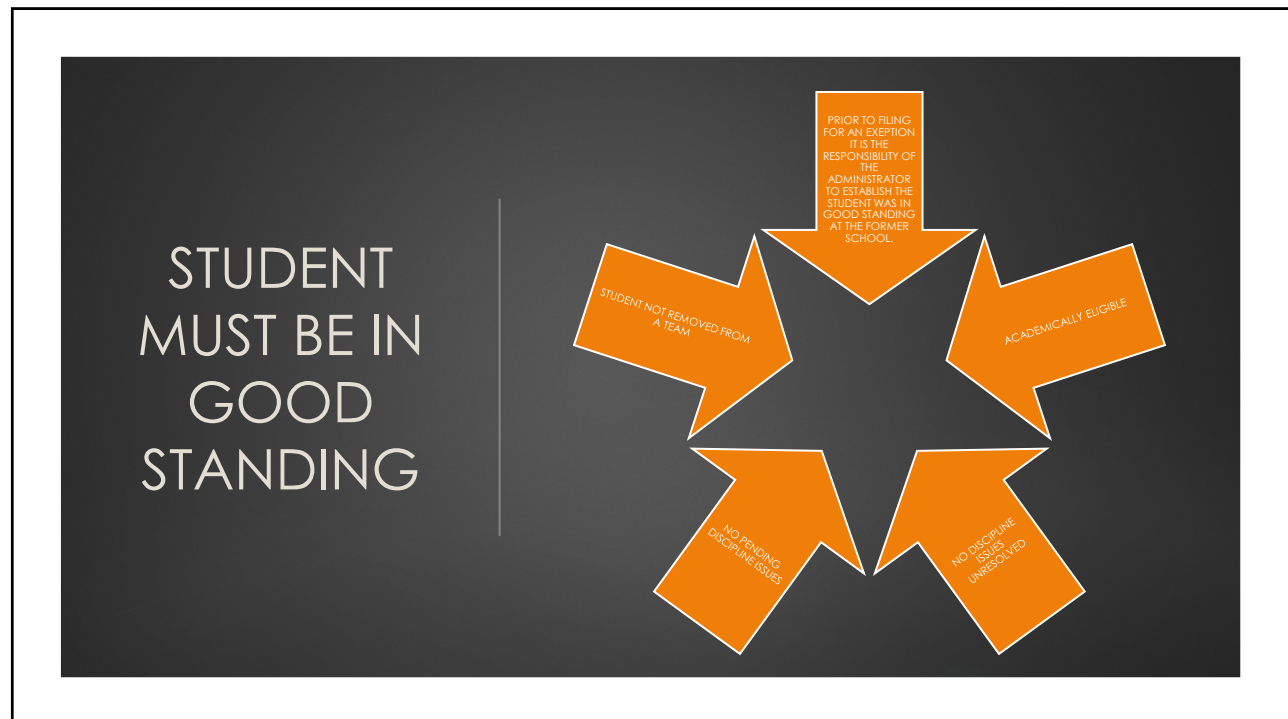 STUDENT
MUST BE IN
GOOD
STANDING
PRIOR TO FILING
FOR AN EXEPTION
IT IS THE
RESPONSIBILITY OF
THE
ADMINISTRATOR
TO ESTABLISH THE
STUDENT WAS IN
GOOD STANDING
AT THE FORMER
SCHOOL.
ACADEMICALLY ELIGIBLE
NO DISCIPLINE
ISSUES
UNRESOLVED
NO PENDING
DISCIPLINE ISSUES
STUDENT NOT REMOVED FROM
A TEAM